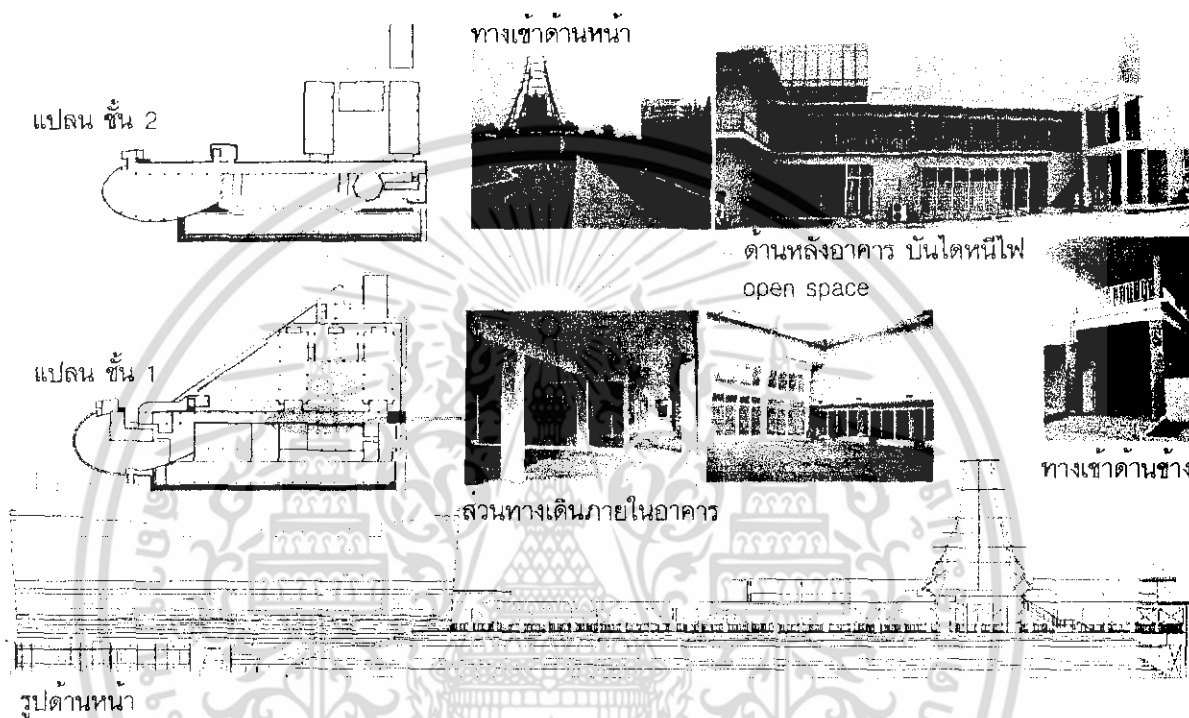 ทางเข้าด้านหน้า
แปลน ชั้น 2
ด้านหลังอาคาร บันไดหนีไฟ
open space
แปลน ชั้น 1
ทางเข้าด้านข้าง
ส่วนทางเดินภายในอาคาร
รูปด้านหน้า